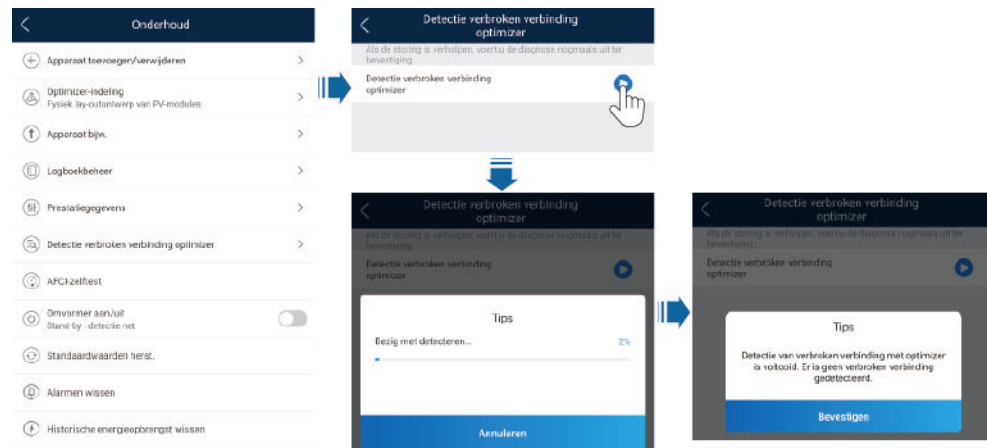 Onderhoud
Apparaat toevoegen/verwijderen
Optimizer-indeling
Fysiek lay-outontwerp van PV-modules
Apparaat bijw.
Logboekbeheer
Prestatiegegevens
Detectie verbroken verbinding optimizer
AFCI-zelftest
Omvormer aan/uit
Stand-by : detectie net
Standaardwaarden herst.
Alarmen wissen
Historische energieopbrengst wissen
Detectie verbroken verbinding
optimizer
Als de storing is verholpen, voert u de diagnose nogmaals uit ter
bevestiging.
Detectie verbroken verbinding
optimizer
Detectie verbroken verbinding
optimizer
Als de storing is verholpen, voert u de diagnose nogmaals uit ter
bevestiging.
Detectie verbroken verbinding
optimizer
Tips
Bezig met detecteren...
2%
Annuleren
Detectie verbroken verbinding
optimizer
Als de storing is verholpen, voert u de diagnose nogmaals uit ter
bevestiging.
Detectie verbroken verbinding
optimizer
Tips
Detectie van verbroken verbinding met optimizer
is voltooid. Er is geen verbroken verbinding
gedetecteerd.
Bevestigen